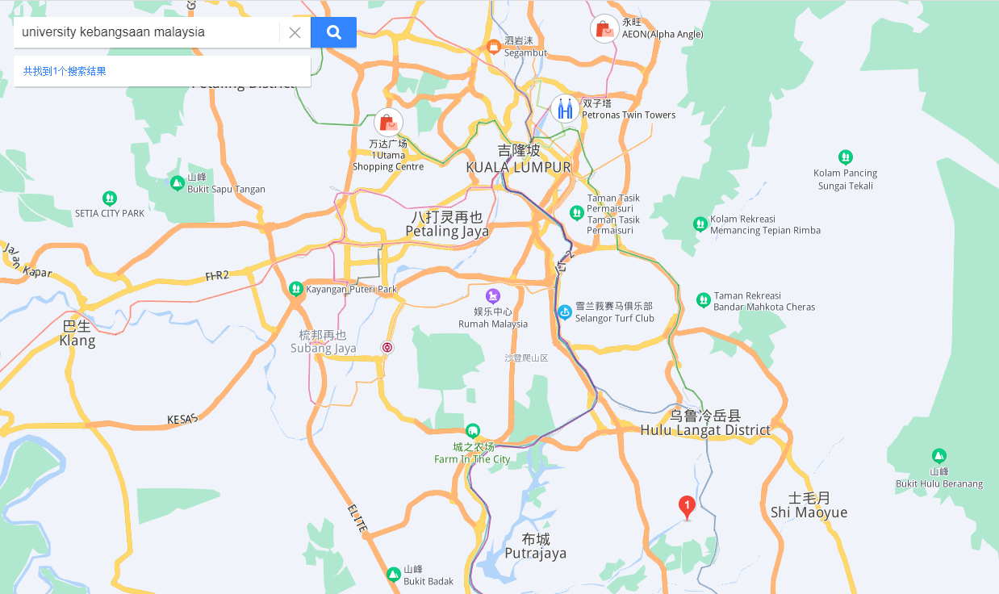 university kebangsaan malaysia
共找到1个搜索结果
Petaling District
泗岩沫
Segambut
永旺
AEON(Alpha Angle)
双子塔
Petronas Twin Towers
万达广场
1Utama
Shopping Centre
吉隆坡
KUALA LUMPUR
山峰
Bukit Sapu Tangan
SETIA CITY PARK
Kolam Pancing
Sungai Tekali
Taman Tasik
Permaisuri
Taman Tasik
Permaisuri
八打灵再也
Petaling Jaya
Kolam Rekreasi
Memancing Tepian Rimba
Jalan Kapar
FHR2
LT 2
Kayangan Puteri Park
娱乐中心
Rumah Malaysia
雪兰莪赛马俱乐部
Selangor Turf Club
Taman Rekreasi
Bandar Mahkota Cheras
巴生
Klang
梳邦再也
Subang Jaya
沙登爬山区
KESAS
乌鲁冷岳县
Hulu Langat District
城之农场
Farm In The City
山峰
Bukit Hulu Beranang
1
士毛月
Shi Maoyue
ELITE
布城
Putrajaya
山峰
Bukit Badak